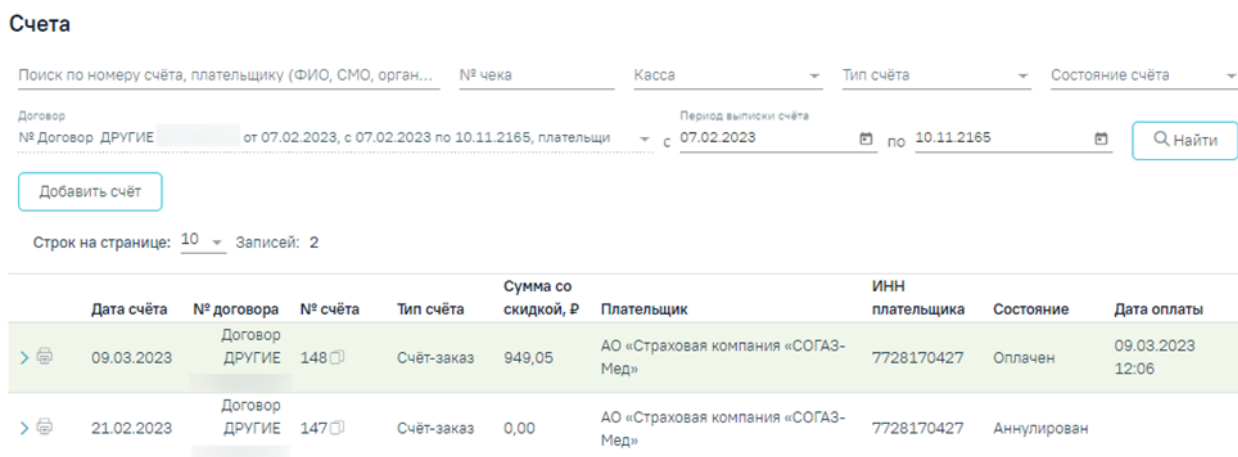 Счета
Поиск по номеру счёта, плательщику (ФИО, СМО, орган... № чека Касса Тип счёта Состояние счёта
Договор Период выписки счёта
№ Договор ДРУГИЕ от 07.02.2023, с 07.02.2023 по 10.11.2165, плательщи с 07.02.2023 по 10.11.2165 Найти
Добавить счёт
Строк на странице: 10 Записей: 2
Сумма со ИНН
Дата счёта № договора № счёта Тип счёта скидкой, ₽ Плательщик плательщика Состояние Дата оплаты
Договор АО «Страховая компания «СОГАЗ- 09.03.2023
09.03.2023 ДРУГИЕ 148 Счёт-заказ 949,05 7728170427 Оплачен
Мед» 12:06
Договор АО «Страховая компания «СОГАЗ-
21.02.2023 ДРУГИЕ 147 Счёт-заказ 0,00 7728170427 Аннулирован
Мед»